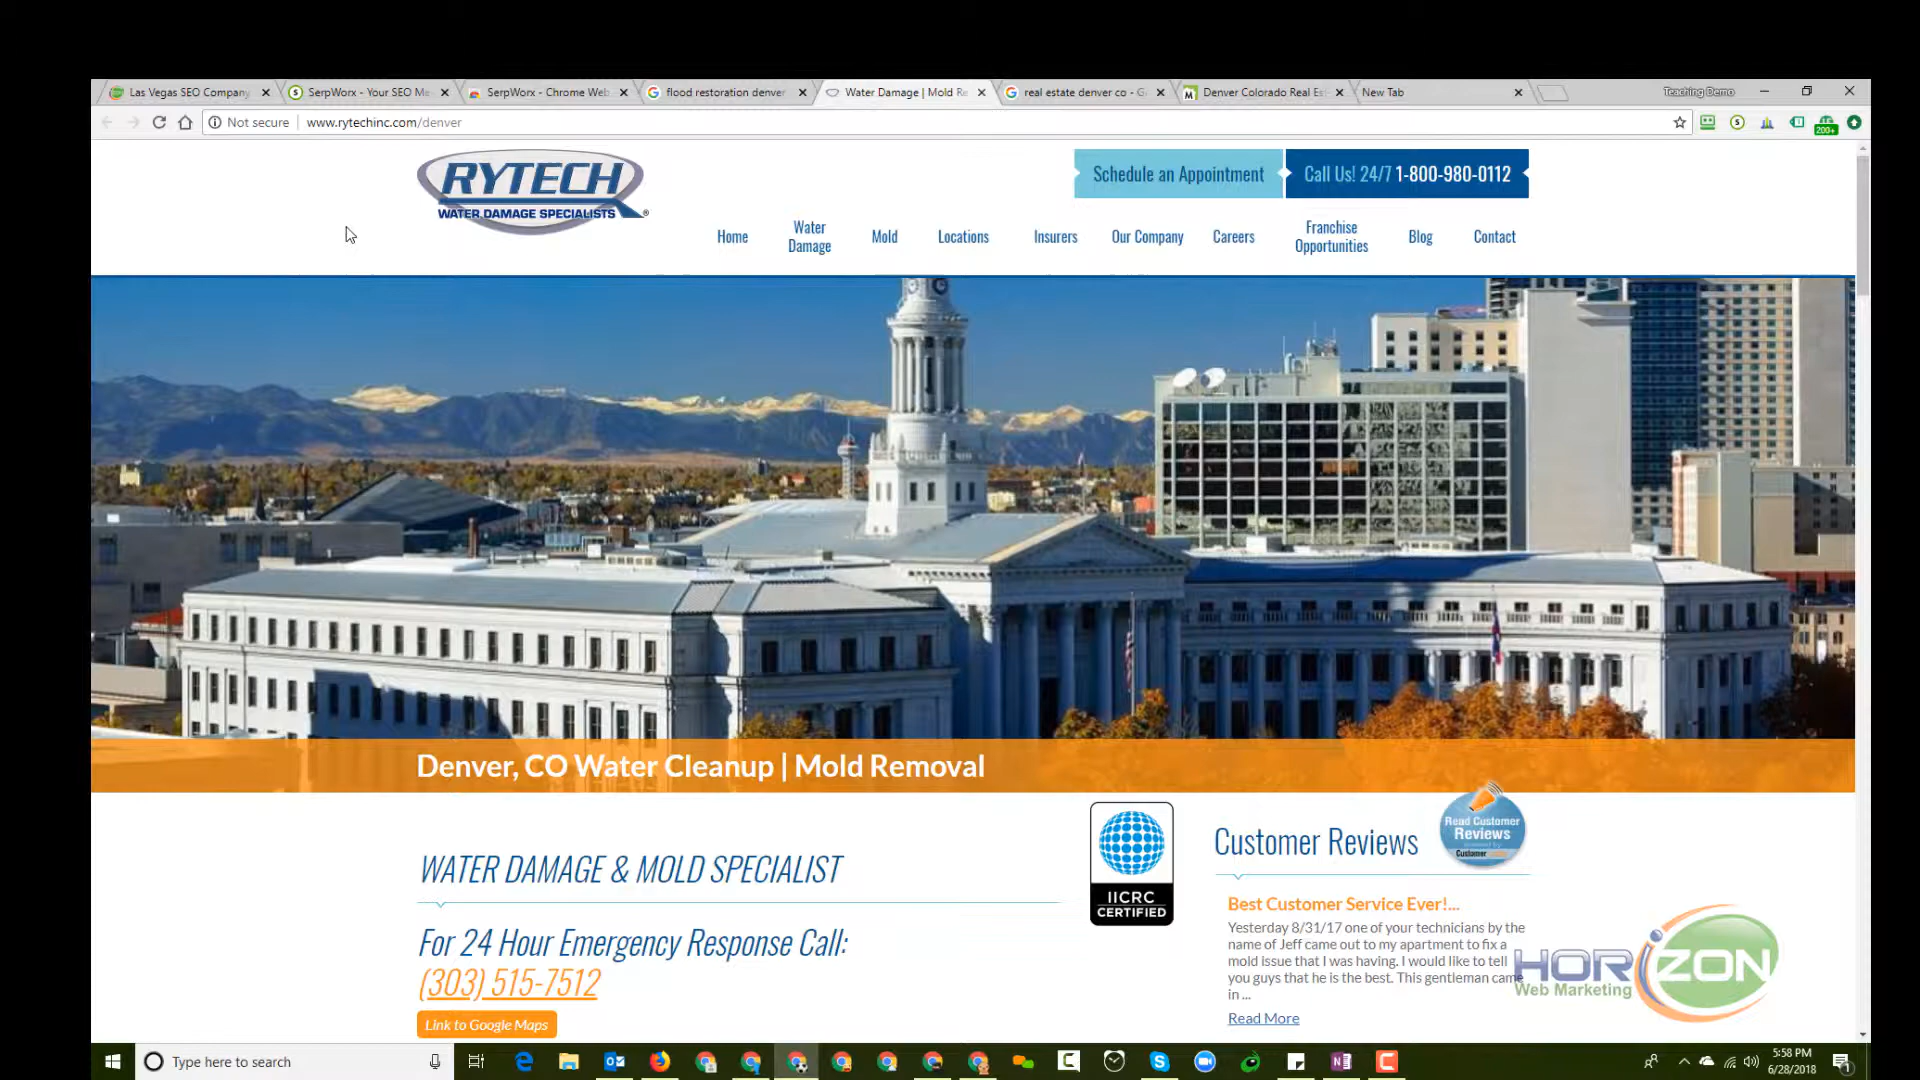 Las Vegas SEO Company
SerpWorx - Your SEO Me
SerpWorx - Chrome Web
flood restoration denver
Water Damage | Mold Re
real estate denver co - G
Denver Colorado Real Est
New Tab
Teaching Demo
Not secure
www.rytechinc.com/denver
200+
RYTECH
WATER DAMAGE SPECIALISTS ®
Schedule an Appointment
Call Us! 24/7 1-800-980-0112
Home
Water Damage
Mold
Locations
Insurers
Our Company
Careers
Franchise Opportunities
Blog
Contact
Denver, CO Water Cleanup | Mold Removal
WATER DAMAGE & MOLD SPECIALIST
For 24 Hour Emergency Response Call:
(303) 515-7512
Link to Google Maps
IICRC
CERTIFIED
Customer Reviews
Read Customer
Reviews
Best Customer Service Ever!...
Yesterday 8/31/17 one of your technicians by the
name of Jeff came out to my apartment to fix a
mold issue that I was having. I would like to tell
you guys that he is the best. This gentleman came
in ...
Read More
HORIZON
Web Marketing
Type here to search
5:58 PM
6/28/2018